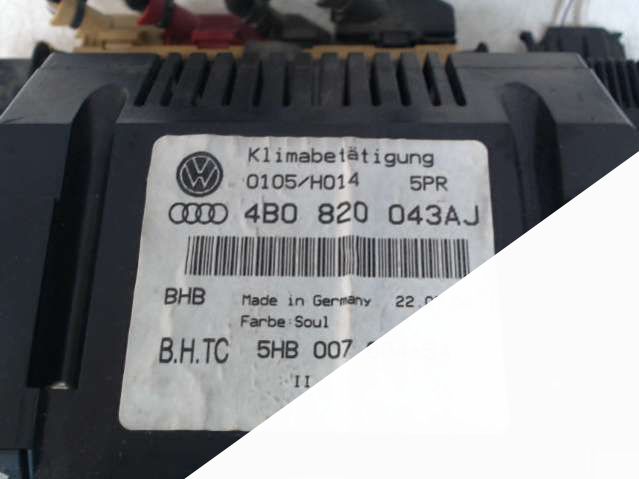 Klimabetätigung
0105/H014 5PR
4B0 820 043AJ
BHB Made in Germany 22.
Farbe:Soul
B.H.TC 5HB 007
II